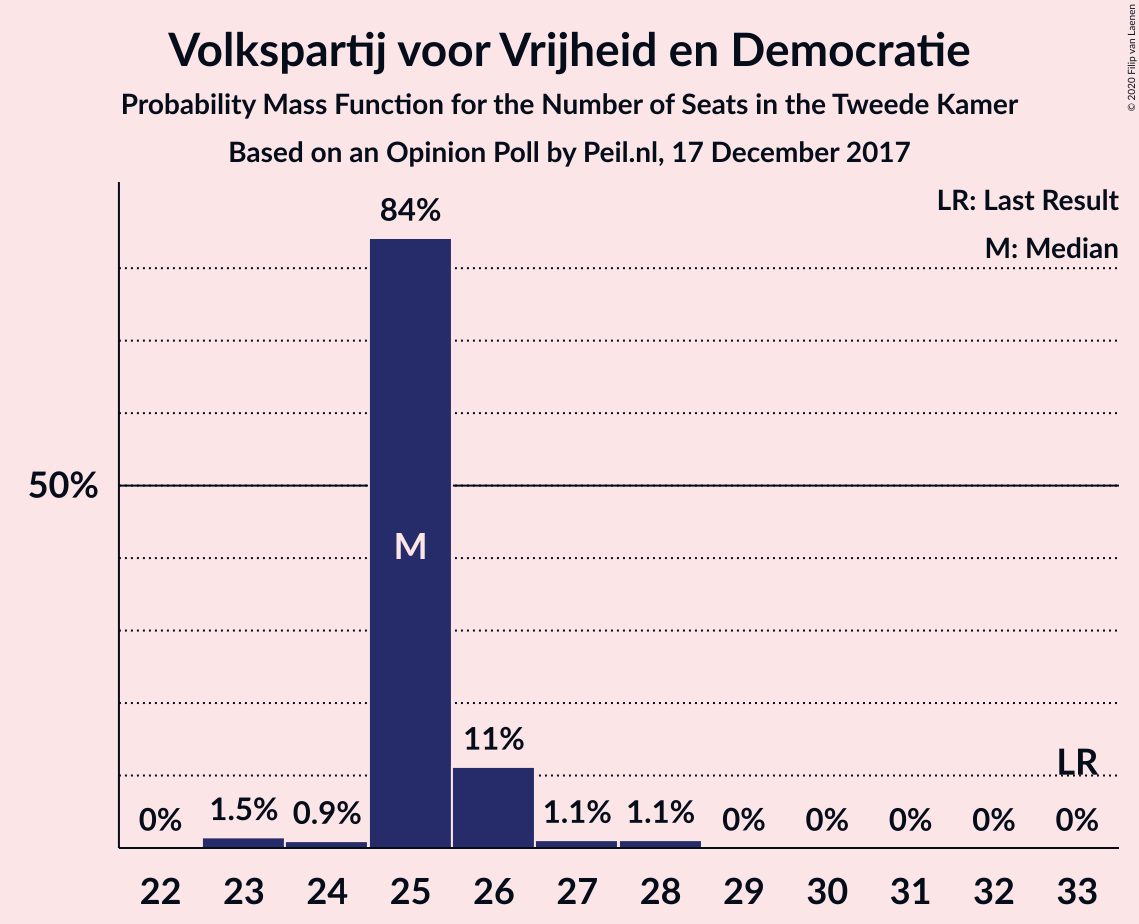 Volkspartij voor Vrijheid en Democratie
Probability Mass Function for the Number of Seats in the Tweede Kamer
Based on an Opinion Poll by Peil.nl, 17 December 2017
© 2020 Filip van Laenen
LR: Last Result
M: Median
84%
50%
M
11%
LR
0% 1.5% 0.9% 1.1% 1.1% 0% 0% 0% 0% 0%
22 23 24 25 26 27 28 29 30 31 32 33